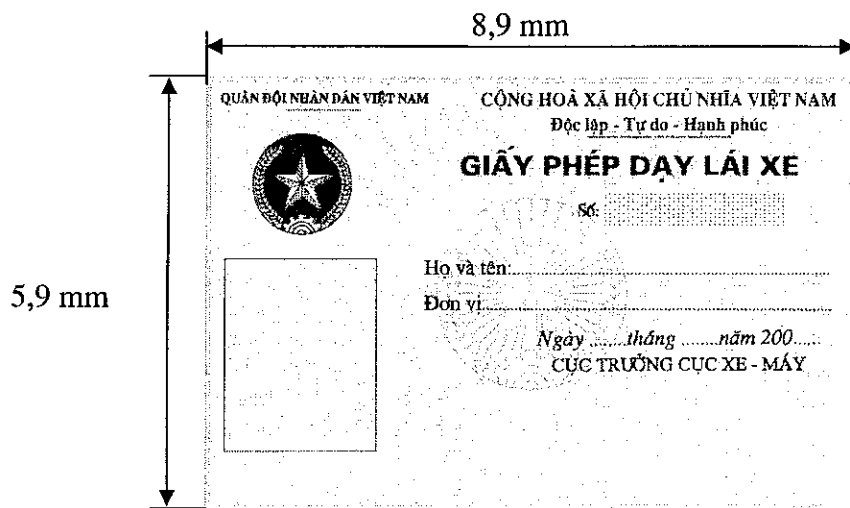 8,9 mm
QUÂN ĐỘI NHÂN DÂN VIỆT NAM
CỘNG HOÀ XÃ HỘI CHỦ NHĨA VIỆT NAM
Độc lập - Tự do - Hạnh phúc
GIẤY PHÉP DẠY LÁI XE
Số:
Họ và tên:
Đơn vị
5,9 mm
Ngày ......tháng .......năm 200.....
CỤC TRƯỞNG CỤC XE - MÁY